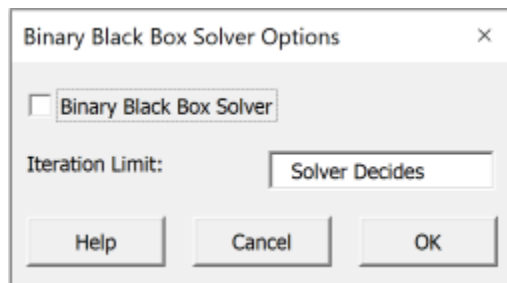 Binary Black Box Solver Options
Binary Black Box Solver
Iteration Limit: Solver Decides
Help Cancel OK